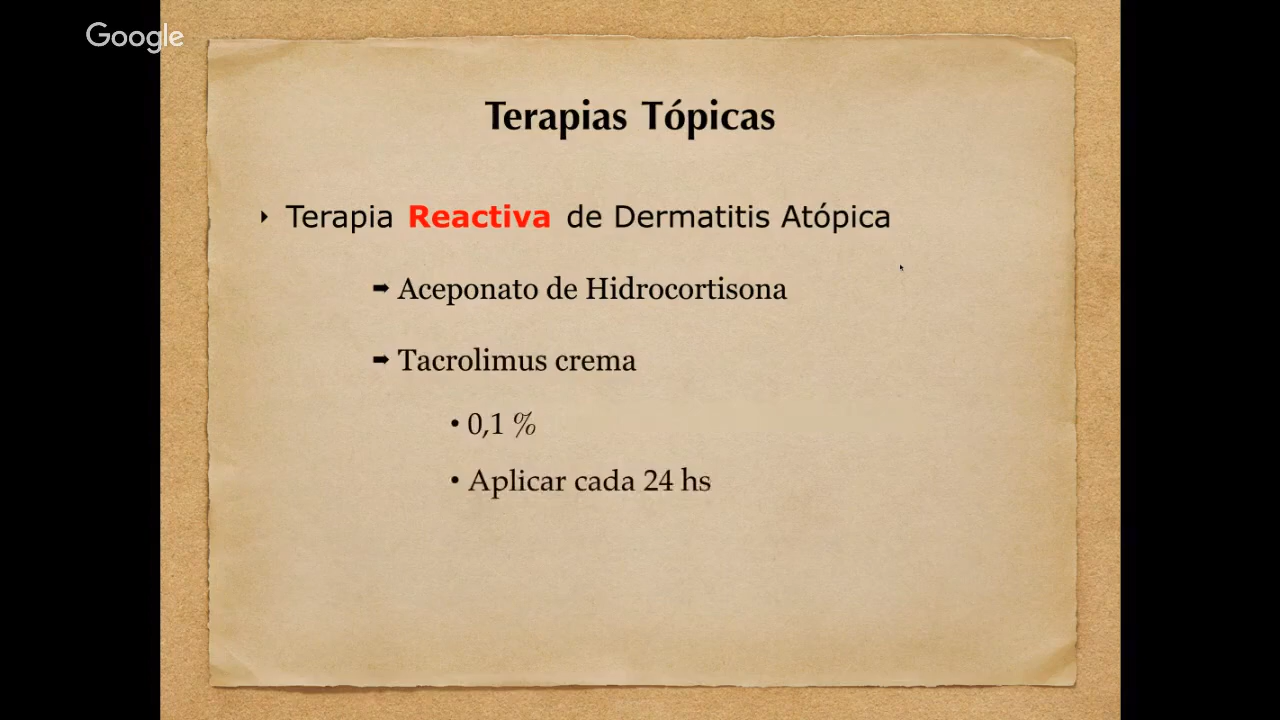 Google
Terapias Tópicas
‣ Terapia Reactiva de Dermatitis Atópica
➡ Aceponato de Hidrocortisona
➡ Tacrolimus crema
• 0,1 %
• Aplicar cada 24 hs